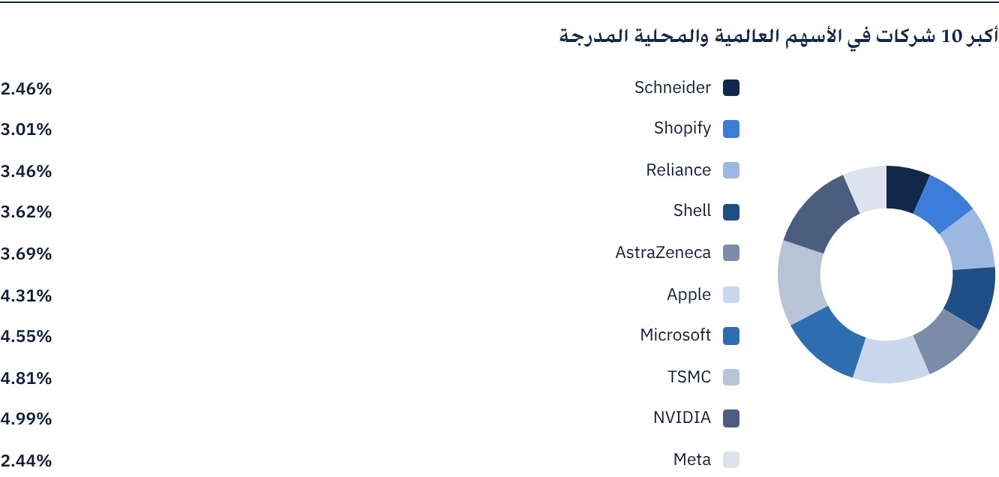 أكبر 10 شركات في الأسهم العالمية والمحلية المدرجة
Schneider 2.46%
Shopify 3.01%
Reliance 3.46%
Shell 3.62%
AstraZeneca 3.69%
Apple 4.31%
Microsoft 4.55%
TSMC 4.81%
NVIDIA 4.99%
Meta 2.44%